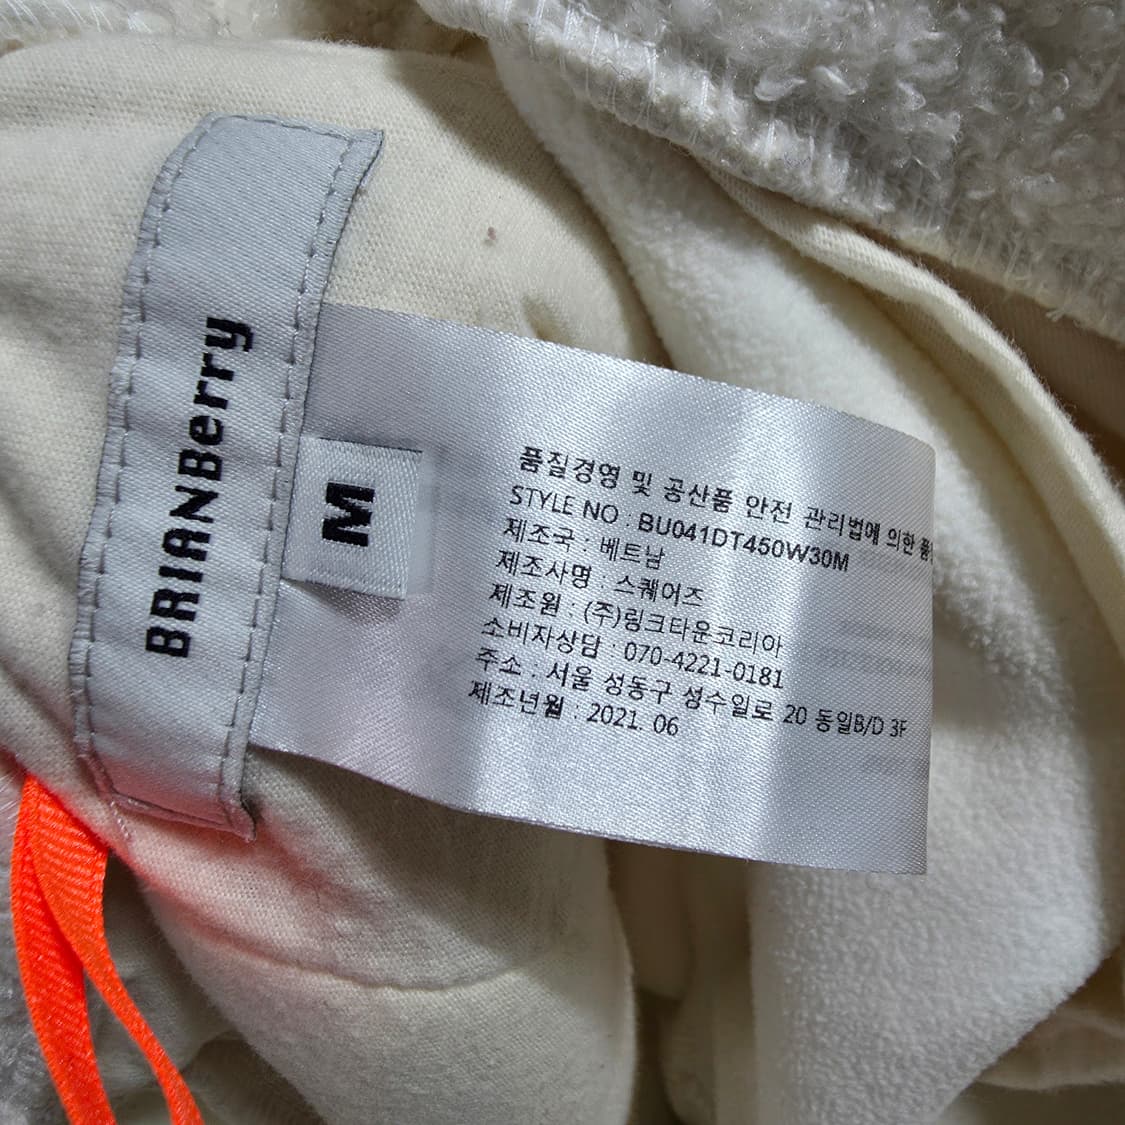 BRIANBerry
M
품질경영 및 공산품 안전 관리법에 의한
STYLE NO : BU041DT450W30M
제조국 : 베트남
제조사명 : 스퀘어즈
제조원 : (주)링크타운코리아
소비자상담 : 070-4221-0181
주소 : 서울 성동구 성수일로 20 동일B/D 3F
제조년월 : 2021. 06